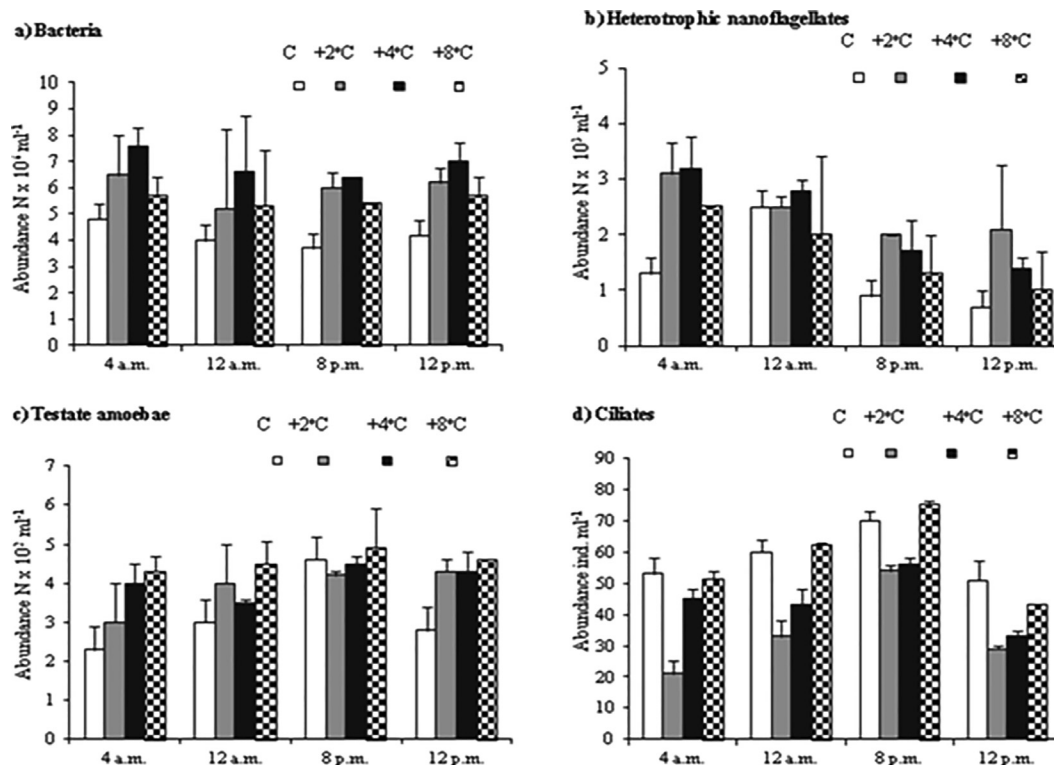 a) Bacteria
C +2°C +4°C +8°C
Abundance N x 10⁶ ml⁻¹
10
9
8
7
6
5
4
3
2
1
0
4 a.m. 12 a.m. 8 p.m. 12 p.m.
b) Heterotrophic nanoflagellates
C +2°C +4°C +8°C
Abundance N x 10³ ml⁻¹
5
4
3
2
1
0
4 a.m. 12 a.m. 8 p.m. 12 p.m.
c) Testate amoebae
C +2°C +4°C +8°C
Abundance N x 10² ml⁻¹
7
6
5
4
3
2
1
0
4 a.m. 12 a.m. 8 p.m. 12 p.m.
d) Ciliates
C +2°C +4°C +8°C
Abundance ind. ml⁻¹
90
80
70
60
50
40
30
20
10
0
4 a.m. 12 a.m. 8 p.m. 12 p.m.